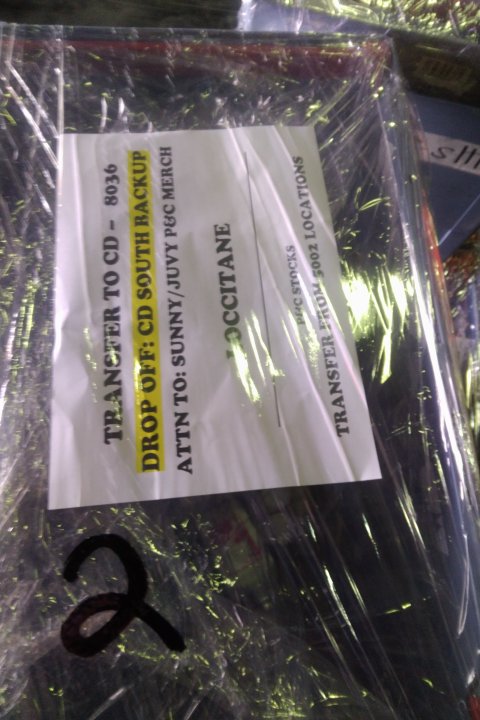 TRANSFER TO CD - 8036
DROP OFF: CD SOUTH BACKUP
ATTN TO: SUNNY/JUVY P&C MERCH
LOCCITANE
P&C STOCKS
TRANSFER FROM 5002 LOCATIONS
2